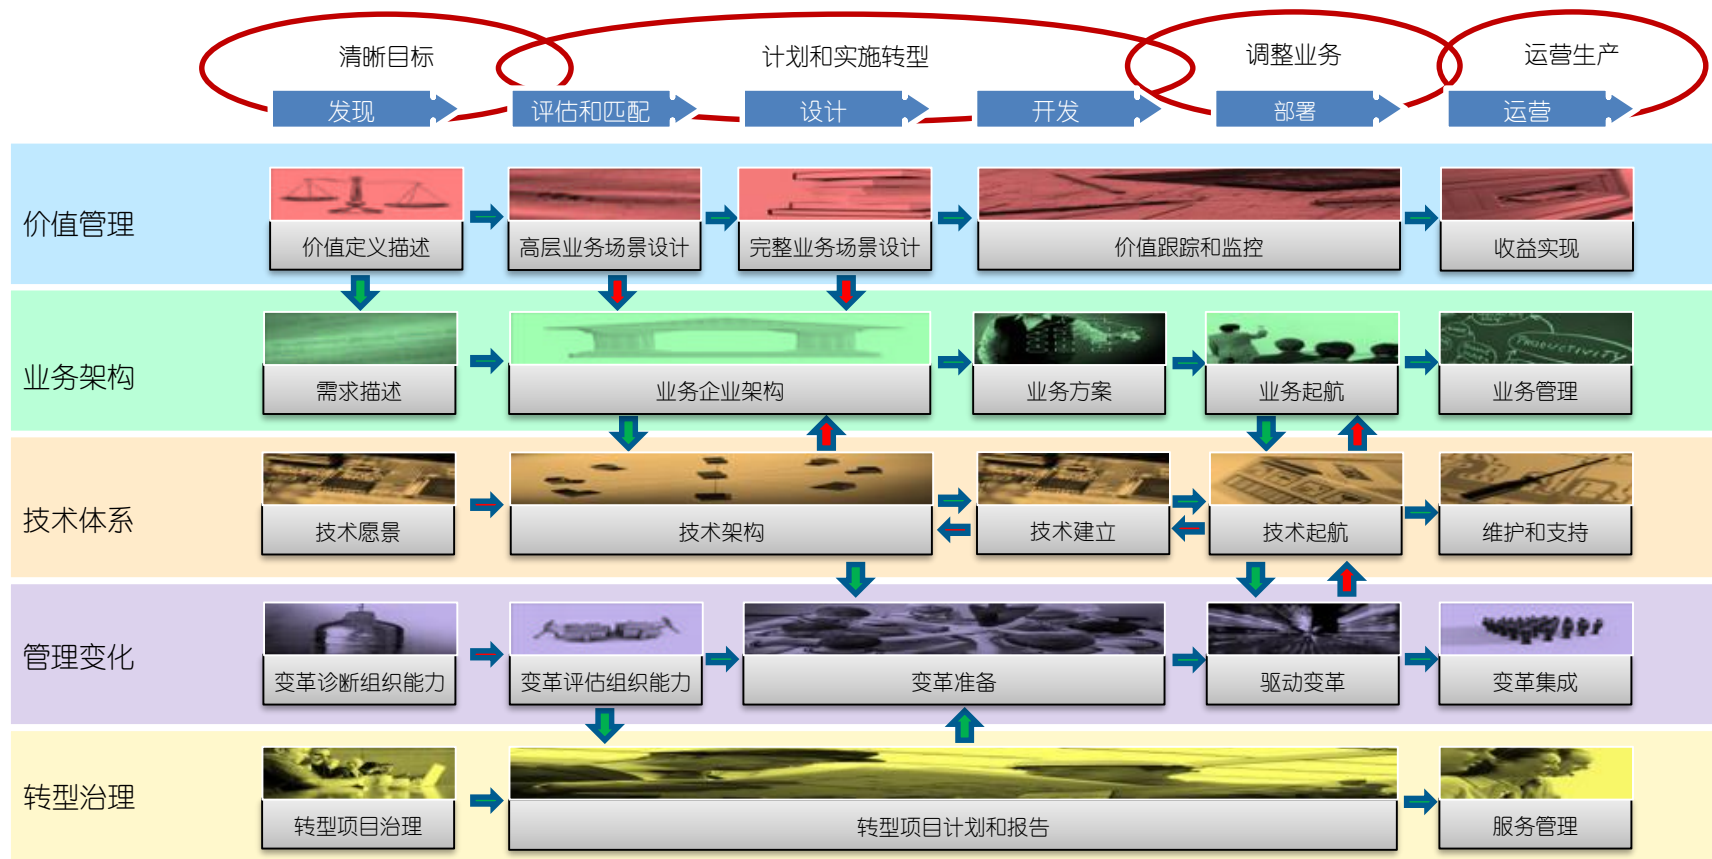 清晰目标
计划和实施转型
调整业务
运营生产
发现
评估和匹配
设计
开发
部署
运营
价值管理
价值定义描述
高层业务场景设计
完整业务场景设计
价值跟踪和监控
收益实现
业务架构
需求描述
业务企业架构
业务方案
业务起航
PRODUCTIVITY
业务管理
技术体系
技术愿景
技术架构
技术建立
技术起航
维护和支持
管理变化
变革诊断组织能力
变革评估组织能力
变革准备
驱动变革
变革集成
转型治理
转型项目治理
转型项目计划和报告
服务管理